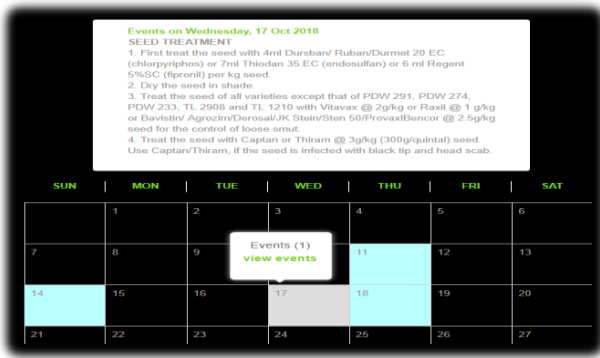 Events on Wednesday, 17 Oct 2018
SEED TREATMENT
1. First treat the seed with 4ml Dursban/ Ruban/Durmet 20 EC
(chlorpyriphos) or 7ml Thiodan 35 EC (endosulfan) or 6 ml Regent
5%SC (fipronil) per kg seed.
2. Dry the seed in shade.
3. Treat the seed of all varieties except that of PDW 291, PDW 274,
PDW 233, TL 2908 and TL 1210 with Vitavax @ 2g/kg or Raxil @ 1 g/kg
or Bavistin/ Agrozim/Derosal/JK Stein/Sten 50/ProvaxlBencor @ 2.5g/kg
seed for the control of loose smut.
4. Treat the seed with Captan or Thiram @ 3g/kg (300g/quintal) seed.
Use Captan/Thiram, if the seed is infected with black tip and head scab.
SUN MON TUE WED THU FRI SAT
1 2 3 4 5 6
Events (1)
view events
7 8 9 11 12 13
14 15 16 17 18 19 20
21 22 23 24 25 26 27